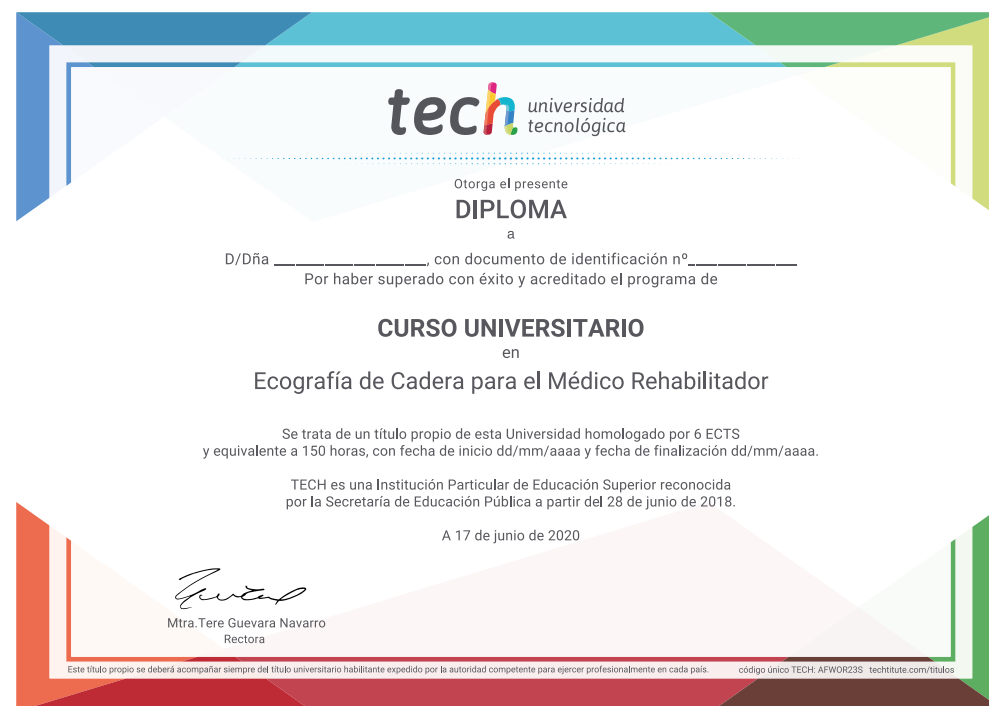 tech universidad
tecnológica
Otorga el presente
DIPLOMA
a
D/Dña ________________, con documento de identificación nº___________
Por haber superado con éxito y acreditado el programa de
CURSO UNIVERSITARIO
en
Ecografía de Cadera para el Médico Rehabilitador
Se trata de un título propio de esta Universidad homologado por 6 ECTS
y equivalente a 150 horas, con fecha de inicio dd/mm/aaaa y fecha de finalización dd/mm/aaaa.
TECH es una Institución Particular de Educación Superior reconocida
por la Secretaría de Educación Pública a partir del 28 de junio de 2018.
A 17 de junio de 2020
Mtra.Tere Guevara Navarro
Rectora
Este título propio se deberá acompañar siempre del título universitario habilitante expedido por la autoridad competente para ejercer profesionalmente en cada país. código único TECH: AFWOR23S techtitute.com/titulos